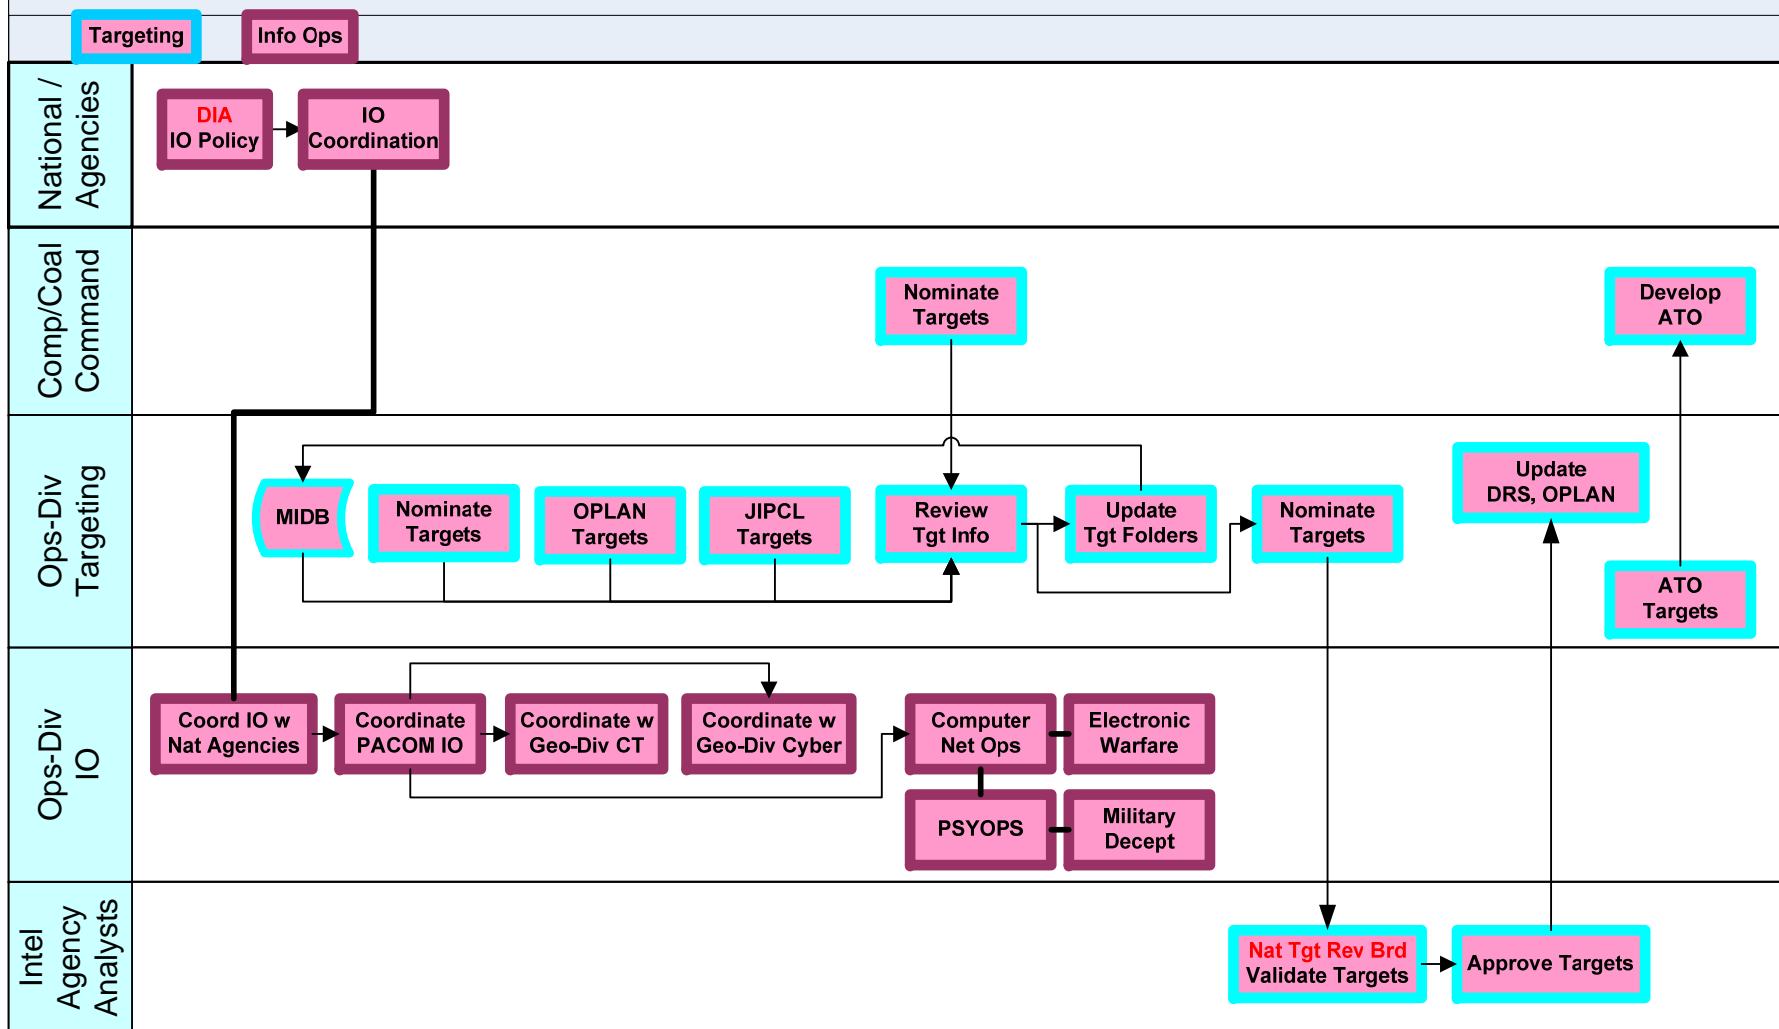 Targeting
Info Ops
National /
Agencies
DIA
IO Policy
IO
Coordination
Comp/Coal
Command
Nominate
Targets
Develop
ATO
Ops-Div
Targeting
MIDB
Nominate
Targets
OPLAN
Targets
JIPCL
Targets
Review
Tgt Info
Update
Tgt Folders
Nominate
Targets
Update
DRS, OPLAN
ATO
Targets
Ops-Div
IO
Coord IO w
Nat Agencies
Coordinate
PACOM IO
Coordinate w
Geo-Div CT
Coordinate w
Geo-Div Cyber
Computer
Net Ops
Electronic
Warfare
PSYOPS
Military
Decept
Intel
Agency
Analysts
Nat Tgt Rev Brd
Validate Targets
Approve Targets